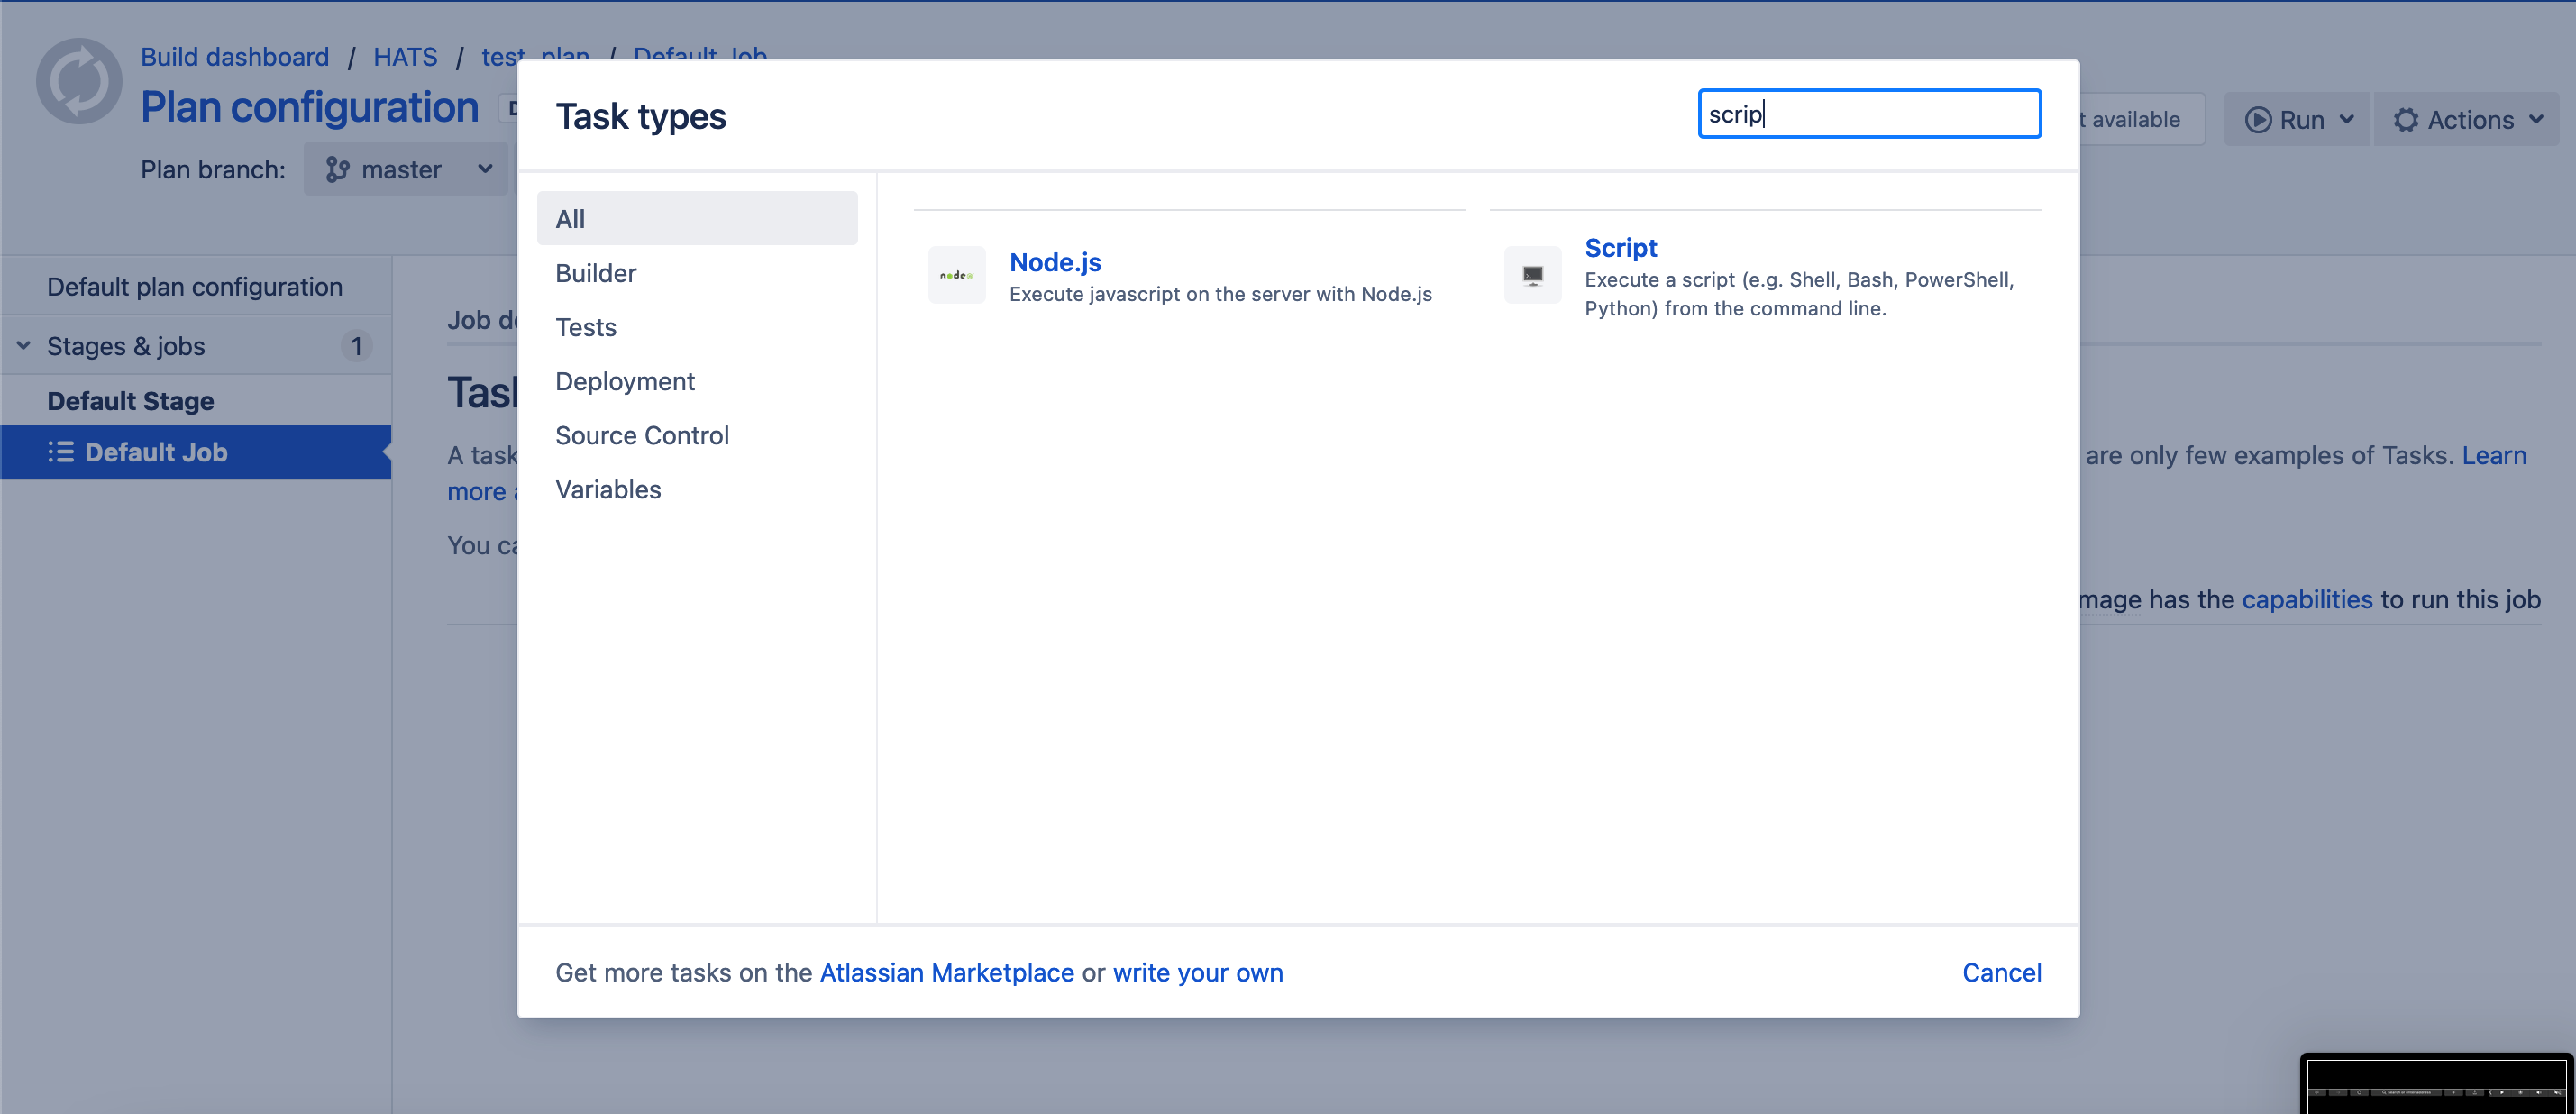 Build dashboard / HATS / test_plan / Default Job
Plan configuration
Plan branch: master
t available
Run
Actions
Default plan configuration
Stages & jobs 1
Default Stage
Default Job
Job de
Task
A task
are only few examples of Tasks. Learn
more a
You ca
mage has the capabilities to run this job
Task types
scrip
All
Builder
Tests
Deployment
Source Control
Variables
node
Node.js
Execute javascript on the server with Node.js
Script
Execute a script (e.g. Shell, Bash, PowerShell,
Python) from the command line.
Get more tasks on the Atlassian Marketplace or write your own
Cancel